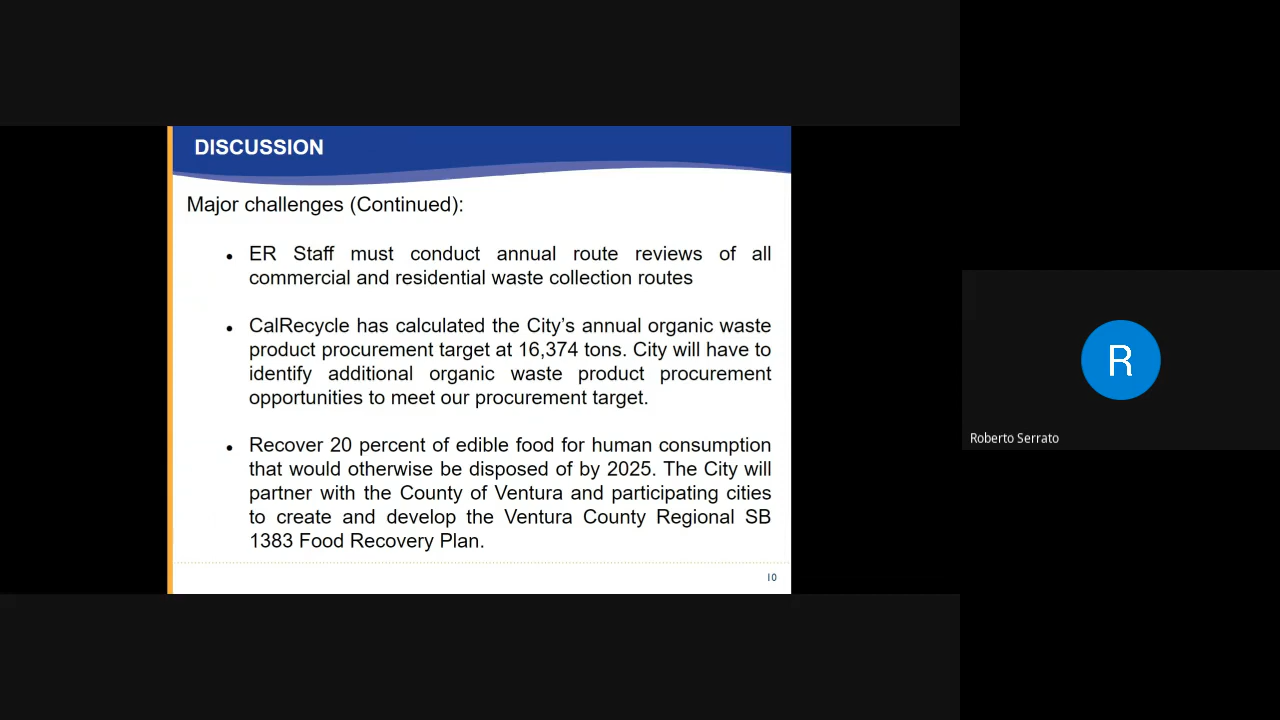 DISCUSSION
Major challenges (Continued):
• ER Staff must conduct annual route reviews of all
commercial and residential waste collection routes
• CalRecycle has calculated the City’s annual organic waste
product procurement target at 16,374 tons. City will have to
identify additional organic waste product procurement
opportunities to meet our procurement target.
• Recover 20 percent of edible food for human consumption
that would otherwise be disposed of by 2025. The City will
partner with the County of Ventura and participating cities
to create and develop the Ventura County Regional SB
1383 Food Recovery Plan.
10
R
Roberto Serrato